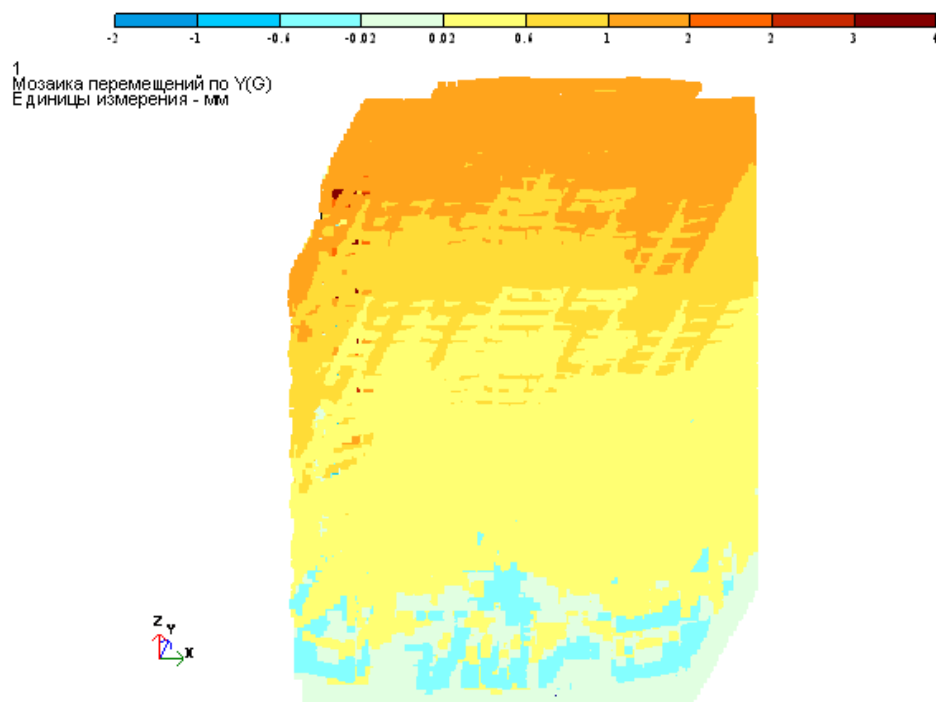 -2 -1 -0.6 -0.02 0.02 0.6 1 2 2 3 4
1
Мозаика перемещений по Y(G)
Единицы измерения - мм
Z Y
X